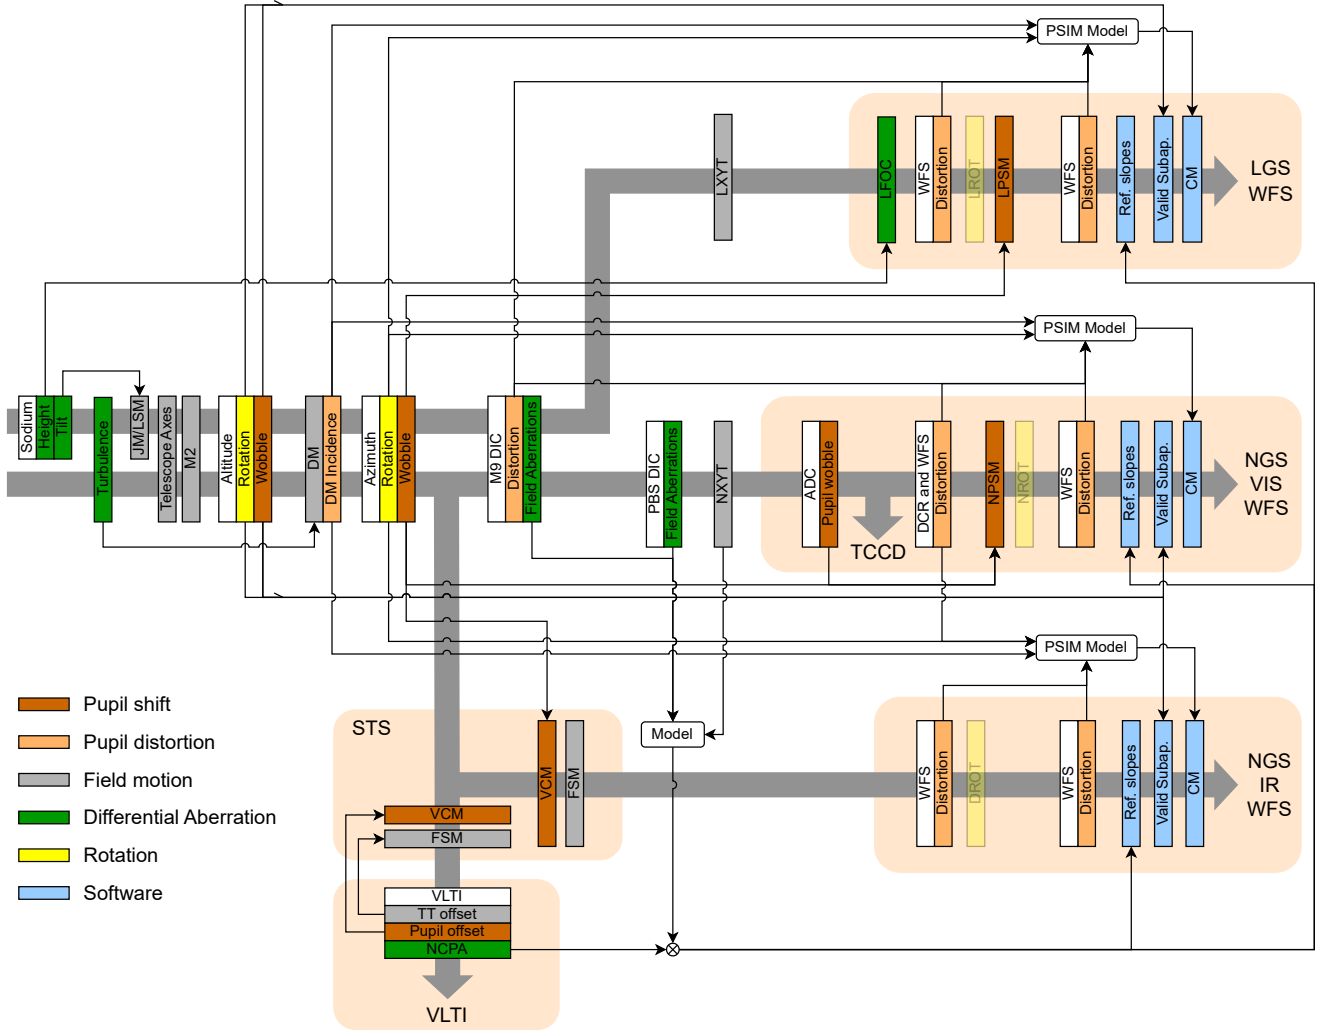 PSIM Model
LXYT
LFOC
WFS
Distortion
LROT
LPSM
WFS
Distortion
Ref. slopes
Valid Subap.
CM
LGS
WFS
PSIM Model
Sodium
Height
Tilt
Turbulence
JM/LSM
Telescope Axes
M2
Altitude
Rotation
Wobble
DM
DM Incidence
Azimuth
Rotation
Wobble
M9 DIC
Distortion
Field Aberrations
PBS DIC
Field Aberrations
NXYT
ADC
Pupil wobble
TCCD
DCR and WFS
Distortion
NPSM
NROT
WFS
Distortion
Ref. slopes
Valid Subap.
CM
NGS
VIS
WFS
PSIM Model
Pupil shift
Pupil distortion
Field motion
Differential Aberration
Rotation
Software
STS
VCM
FSM
VCM
FSM
Model
WFS
Distortion
DROT
WFS
Distortion
Ref. slopes
Valid Subap.
CM
NGS
IR
WFS
VLTI
TT offset
Pupil offset
NCPA
VLTI